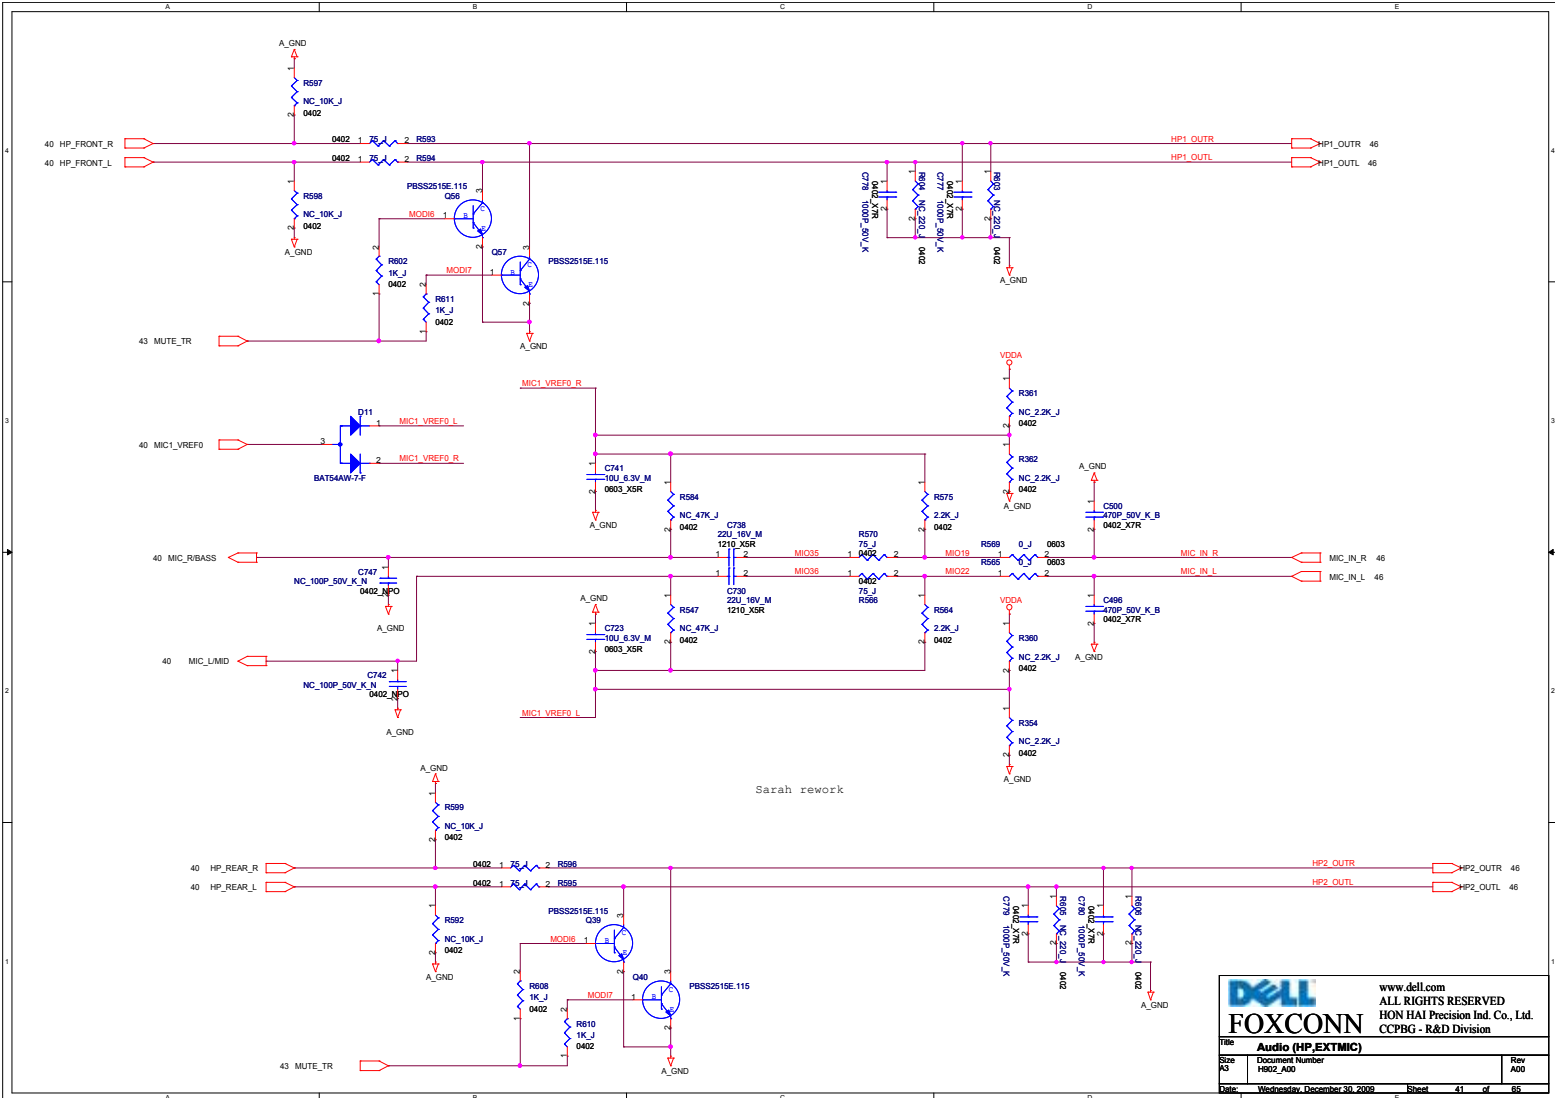 A B C D E
A_GND
R597
NC_10K_J
0402
40 HP_FRONT_R
40 HP_FRONT_L
0402 1 75_J 2 R593
0402 1 75_J 2 R594
HP1_OUTR
HP1_OUTL
HP1_OUTR 46
HP1_OUTL 46
R598
NC_10K_J
0402
A_GND
PBSS2515E.115
Q56
MODI6
Q57
PBSS2515E.115
MODI7
R602
1K_J
0402
R611
1K_J
0402
A_GND
43 MUTE_TR
C778 1000P_50V_K
0402_X7R
R604 NC_220_J 0402
C777 1000P_50V_K
0402_X7R
R603 NC_220_J 0402
A_GND
MIC1_VREF0_R
VDDA
R361
NC_2.2K_J
0402
R362
NC_2.2K_J
0402
A_GND
D11
MIC1_VREF0_L
40 MIC1_VREF0
MIC1_VREF0_R
BAT54AW-7-F
C741
10U_6.3V_M
0603_X5R
A_GND
R584
NC_47K_J
0402
R575
2.2K_J
0402
A_GND
C500
470P_50V_K_B
0402_X7R
C738
22U_16V_M
1210_X5R
R570
75_J
0402
R569 0_J 0603
R565 0_J 0603
40 MIC_R/BASS
MIO35
MIO19
MIC_IN_R
MIC_IN_R 46
MIO36
MIO22
MIC_IN_L
MIC_IN_L 46
C747
NC_100P_50V_K_N
0402_NPO
A_GND
C730
22U_16V_M
1210_X5R
0402
75_J
R566
A_GND
C723
10U_6.3V_M
0603_X5R
R547
NC_47K_J
0402
R564
2.2K_J
0402
VDDA
R360
NC_2.2K_J
0402
C496
470P_50V_K_B
0402_X7R
A_GND
40 MIC_L/MID
C742
NC_100P_50V_K_N
0402_NPO
A_GND
MIC1_VREF0_L
R354
NC_2.2K_J
0402
A_GND
Sarah rework
A_GND
R599
NC_10K_J
0402
40 HP_REAR_R
40 HP_REAR_L
0402 1 75_J 2 R596
0402 1 75_J 2 R595
HP2_OUTR
HP2_OUTL
HP2_OUTR 46
HP2_OUTL 46
R592
NC_10K_J
0402
A_GND
PBSS2515E.115
Q39
MODI6
Q40
PBSS2515E.115
MODI7
R608
1K_J
0402
R610
1K_J
0402
A_GND
43 MUTE_TR
C779 1000P_50V_K
0402_X7R
R605 NC_220_J 0402
C780 1000P_50V_K
0402_X7R
R606 NC_220_J 0402
A_GND
DELL
FOXCONN
www.dell.com
ALL RIGHTS RESERVED
HON HAI Precision Ind. Co., Ltd.
CCPBG - R&D Division
Title
Audio (HP,EXTMIC)
Size
A3
Document Number
H902_A00
Rev
A00
Date: Wednesday, December 30, 2009 Sheet 41 of 65
A B C D E